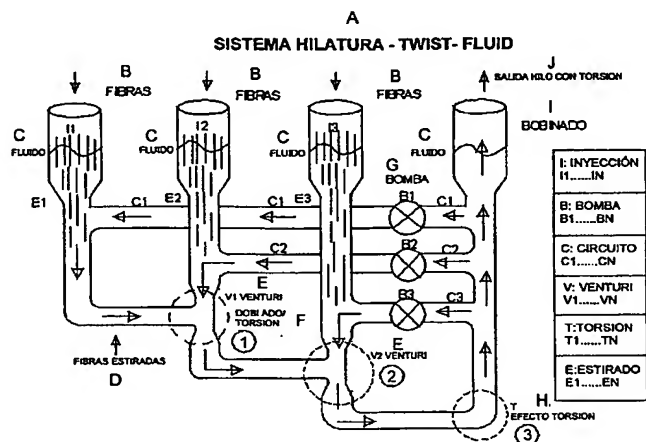 A
SISTEMA HILATURA - TWIST- FLUID
B
FIBRAS
B
FIBRAS
B
FIBRAS
J
SALIDA HILO CON TORSION
I
BOBINADO
I1
I2
I3
C
FLUIDO
C
FLUIDO
C
FLUIDO
C
FLUIDO
G
BOMBA
E1
C1
E2
C1
E3
B1
C1
C2
B2
C2
E
B3
C3
V1 VENTURI
DOBLADO/
TORSION
F
1
E
V2 VENTURI
2
FIBRAS ESTIRADAS
D
H.
T
EFECTO TORSION
3
I: INYECCIÓN
I1......IN
B: BOMBA
B1......BN
C: CIRCUITO
C1......CN
V: VENTURI
V1......VN
T:TORSION
T1......TN
E:ESTIRADO
E1......EN